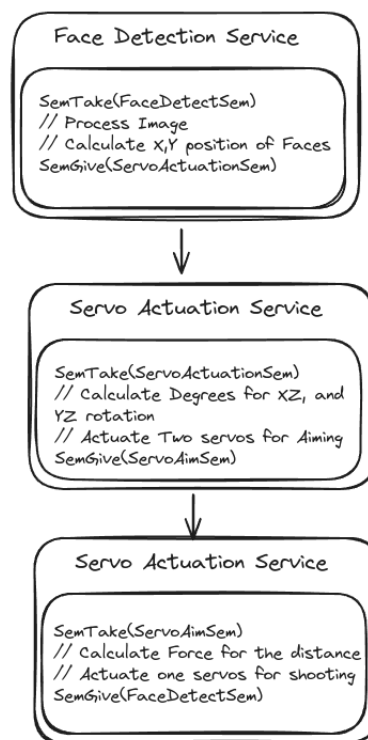 Face Detection Service
SemTake(FaceDetectSem)
// Process Image
// Calculate X,Y position of Faces
SemGive(ServoActuationSem)
Servo Actuation Service
SemTake(ServoActuationSem)
// Calculate Degrees for XZ, and
YZ rotation
// Actuate Two servos for Aiming
SemGive(ServoAimSem)
Servo Actuation Service
SemTake(ServoAimSem)
// Calculate Force for the distance
// Actuate one servos for shooting
SemGive(FaceDetectSem)